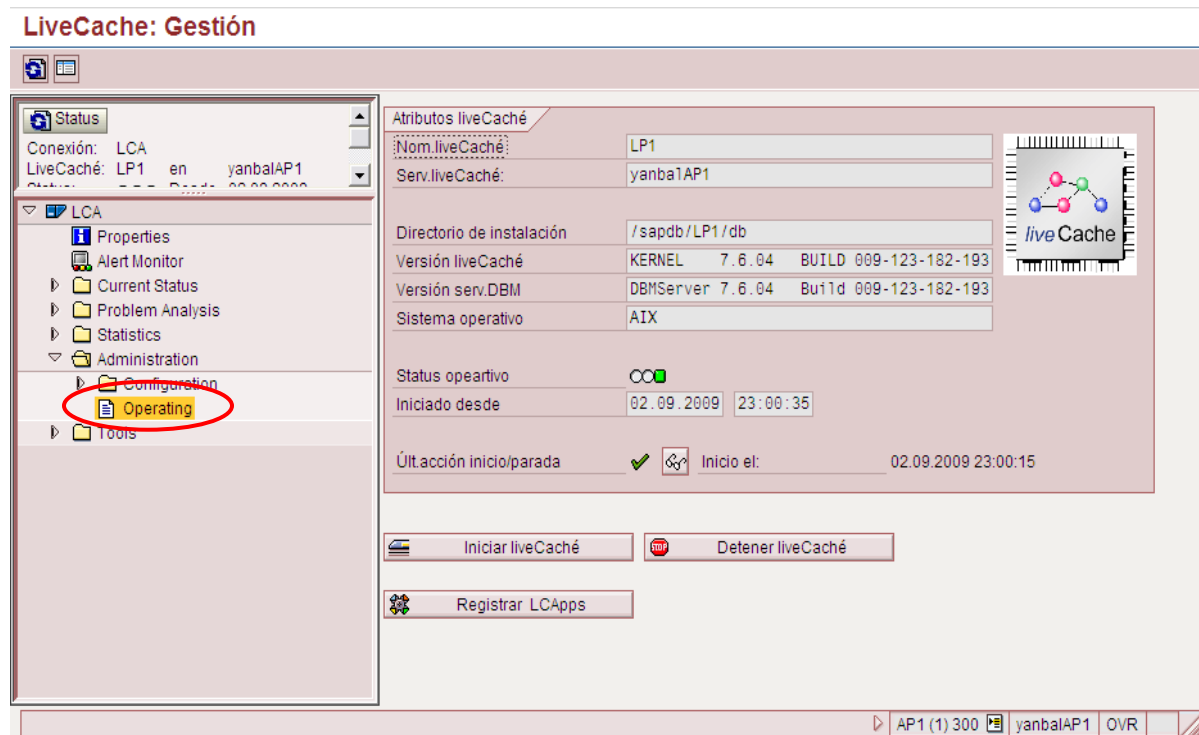 LiveCache: Gestión
Status
Conexión: LCA
LiveCaché: LP1 en yanbalAP1
LCA
Properties
Alert Monitor
Current Status
Problem Analysis
Statistics
Administration
Configuration
Operating
Tools
Atributos liveCaché
Nom.liveCaché LP1
Serv.liveCaché: yanbalAP1
Directorio de instalación /sapdb/LP1/db
Versión liveCaché KERNEL 7.6.04 BUILD 009-123-182-193
Versión serv.DBM DBMServer 7.6.04 Build 009-123-182-193
Sistema operativo AIX
Status opeartivo
Iniciado desde 02.09.2009 23:00:35
Últ.acción inicio/parada Inicio el: 02.09.2009 23:00:15
live Cache
Iniciar liveCaché
STOP Detener liveCaché
Registrar LCApps
AP1 (1) 300 yanbalAP1 OVR